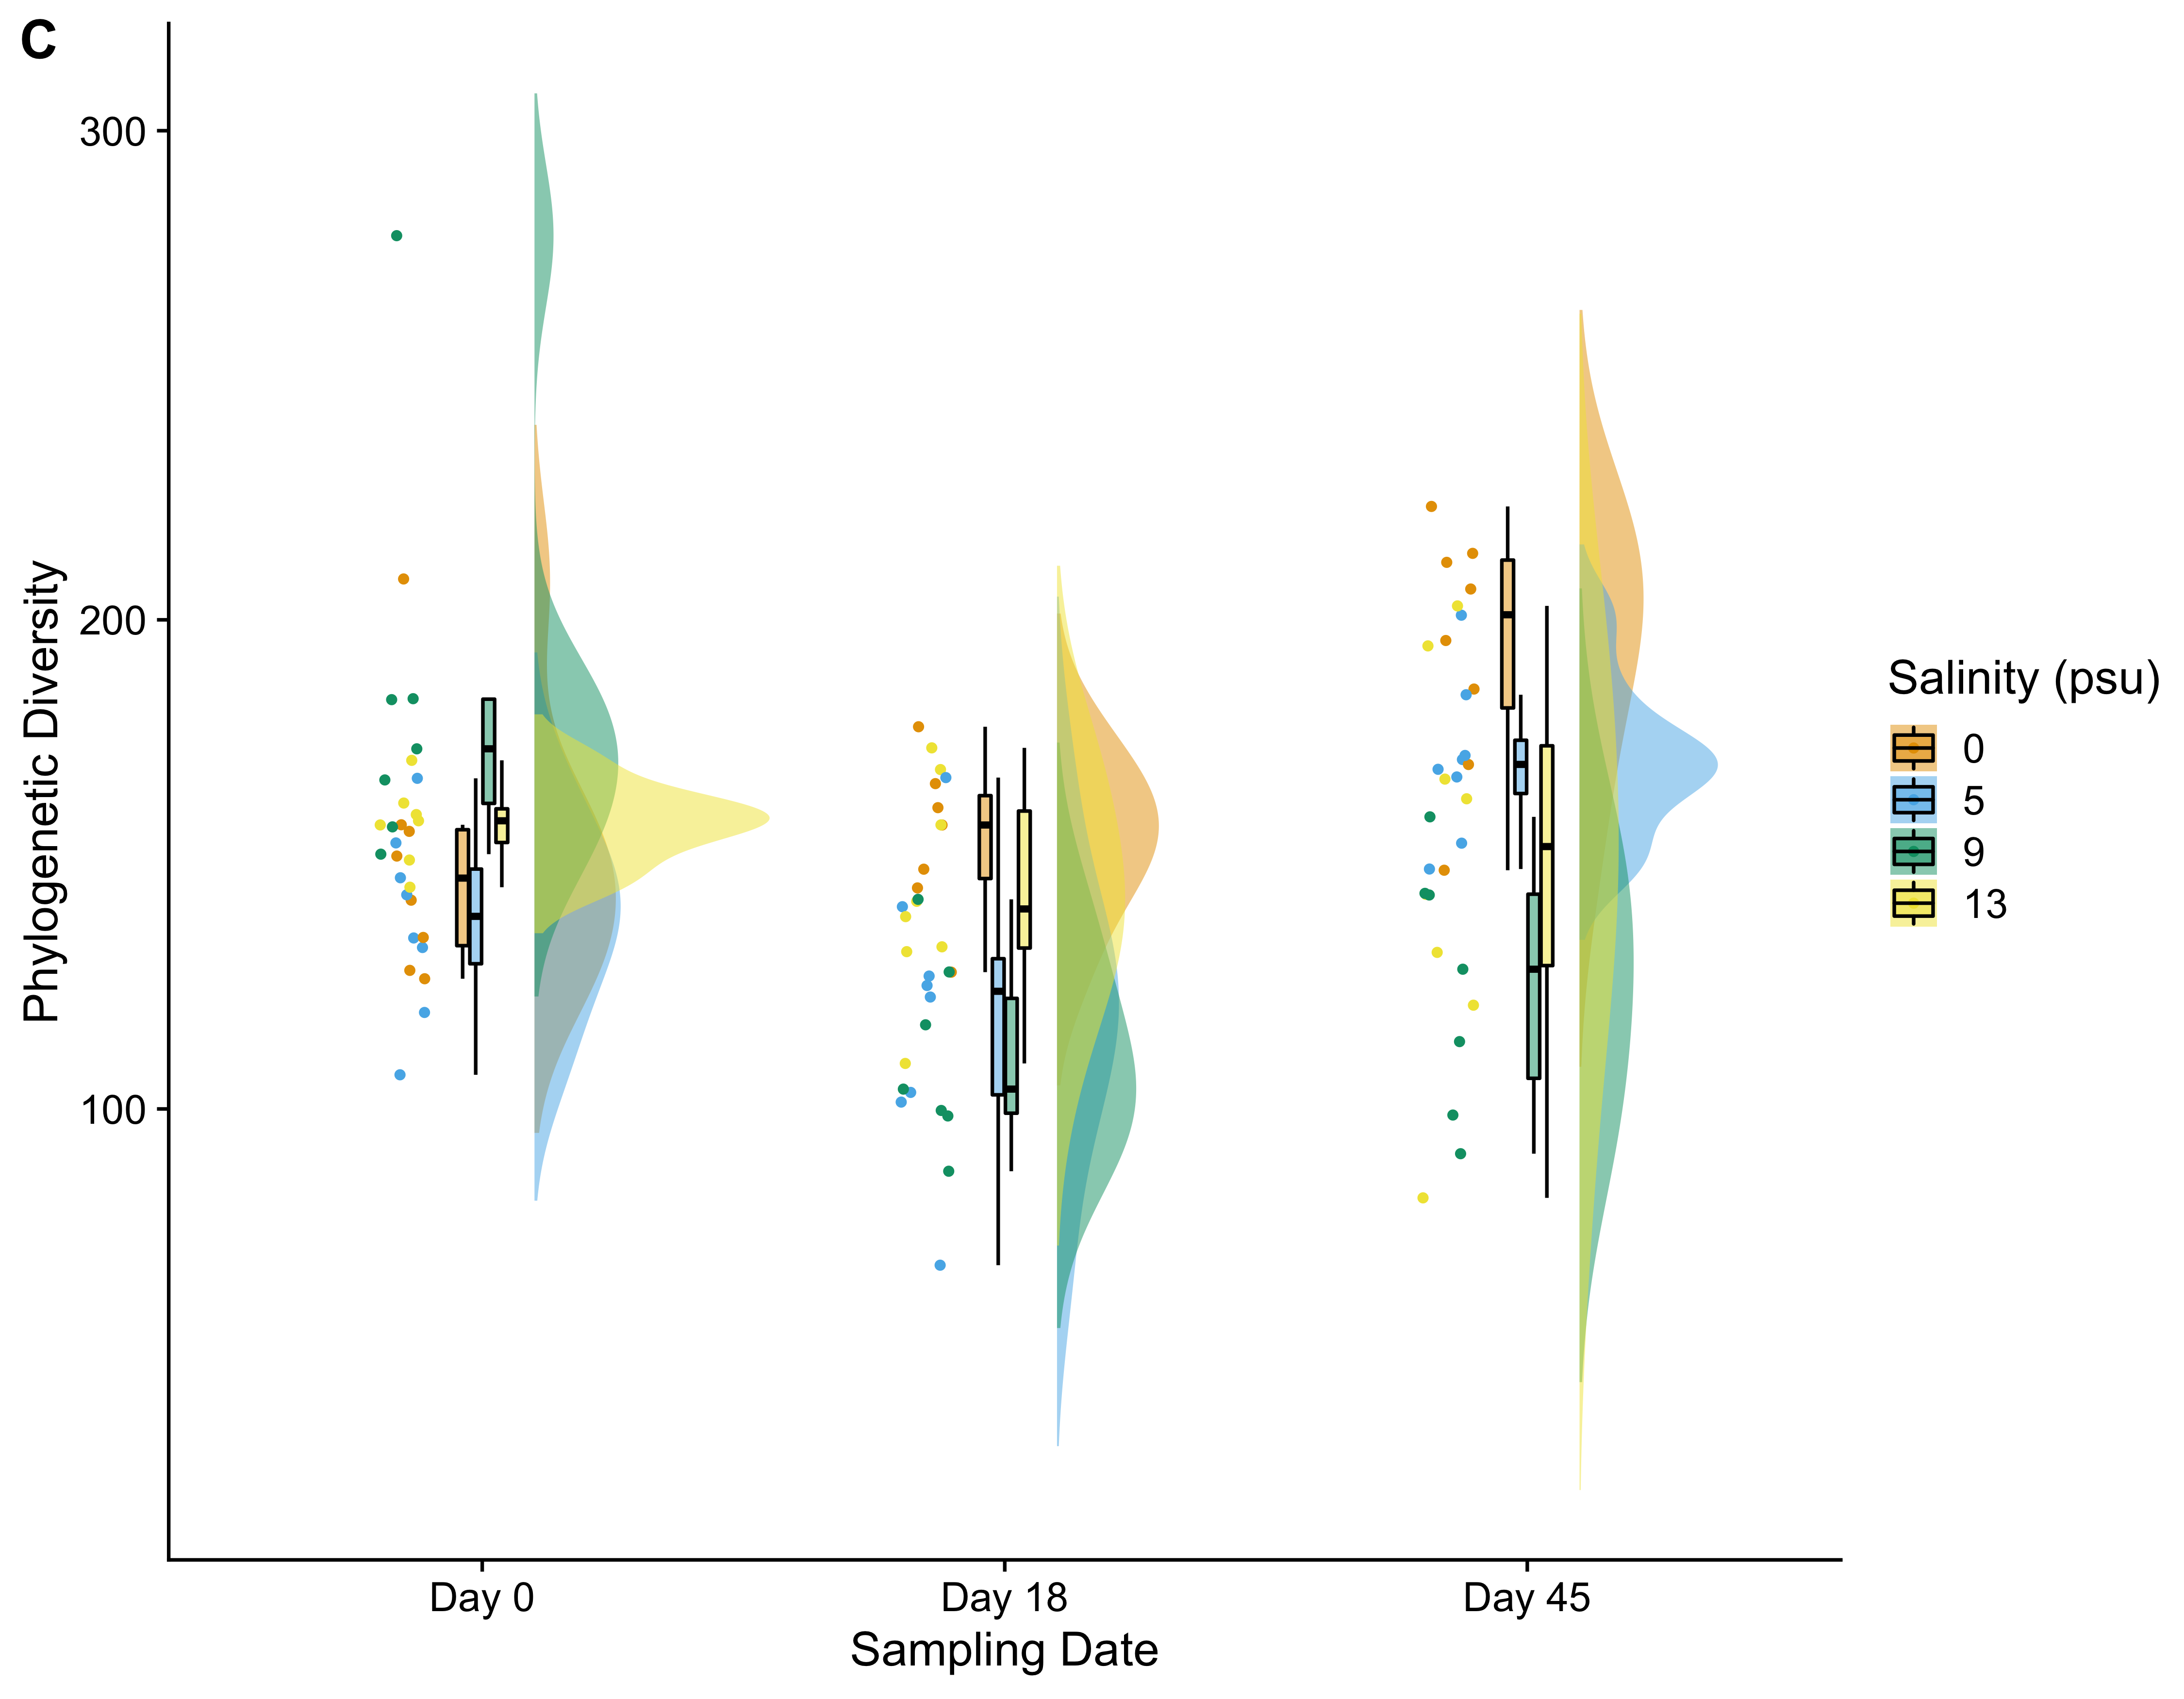 C
300
200
100
Phylogenetic Diversity
Day 0
Day 18
Day 45
Sampling Date
Salinity (psu)
0
5
9
13